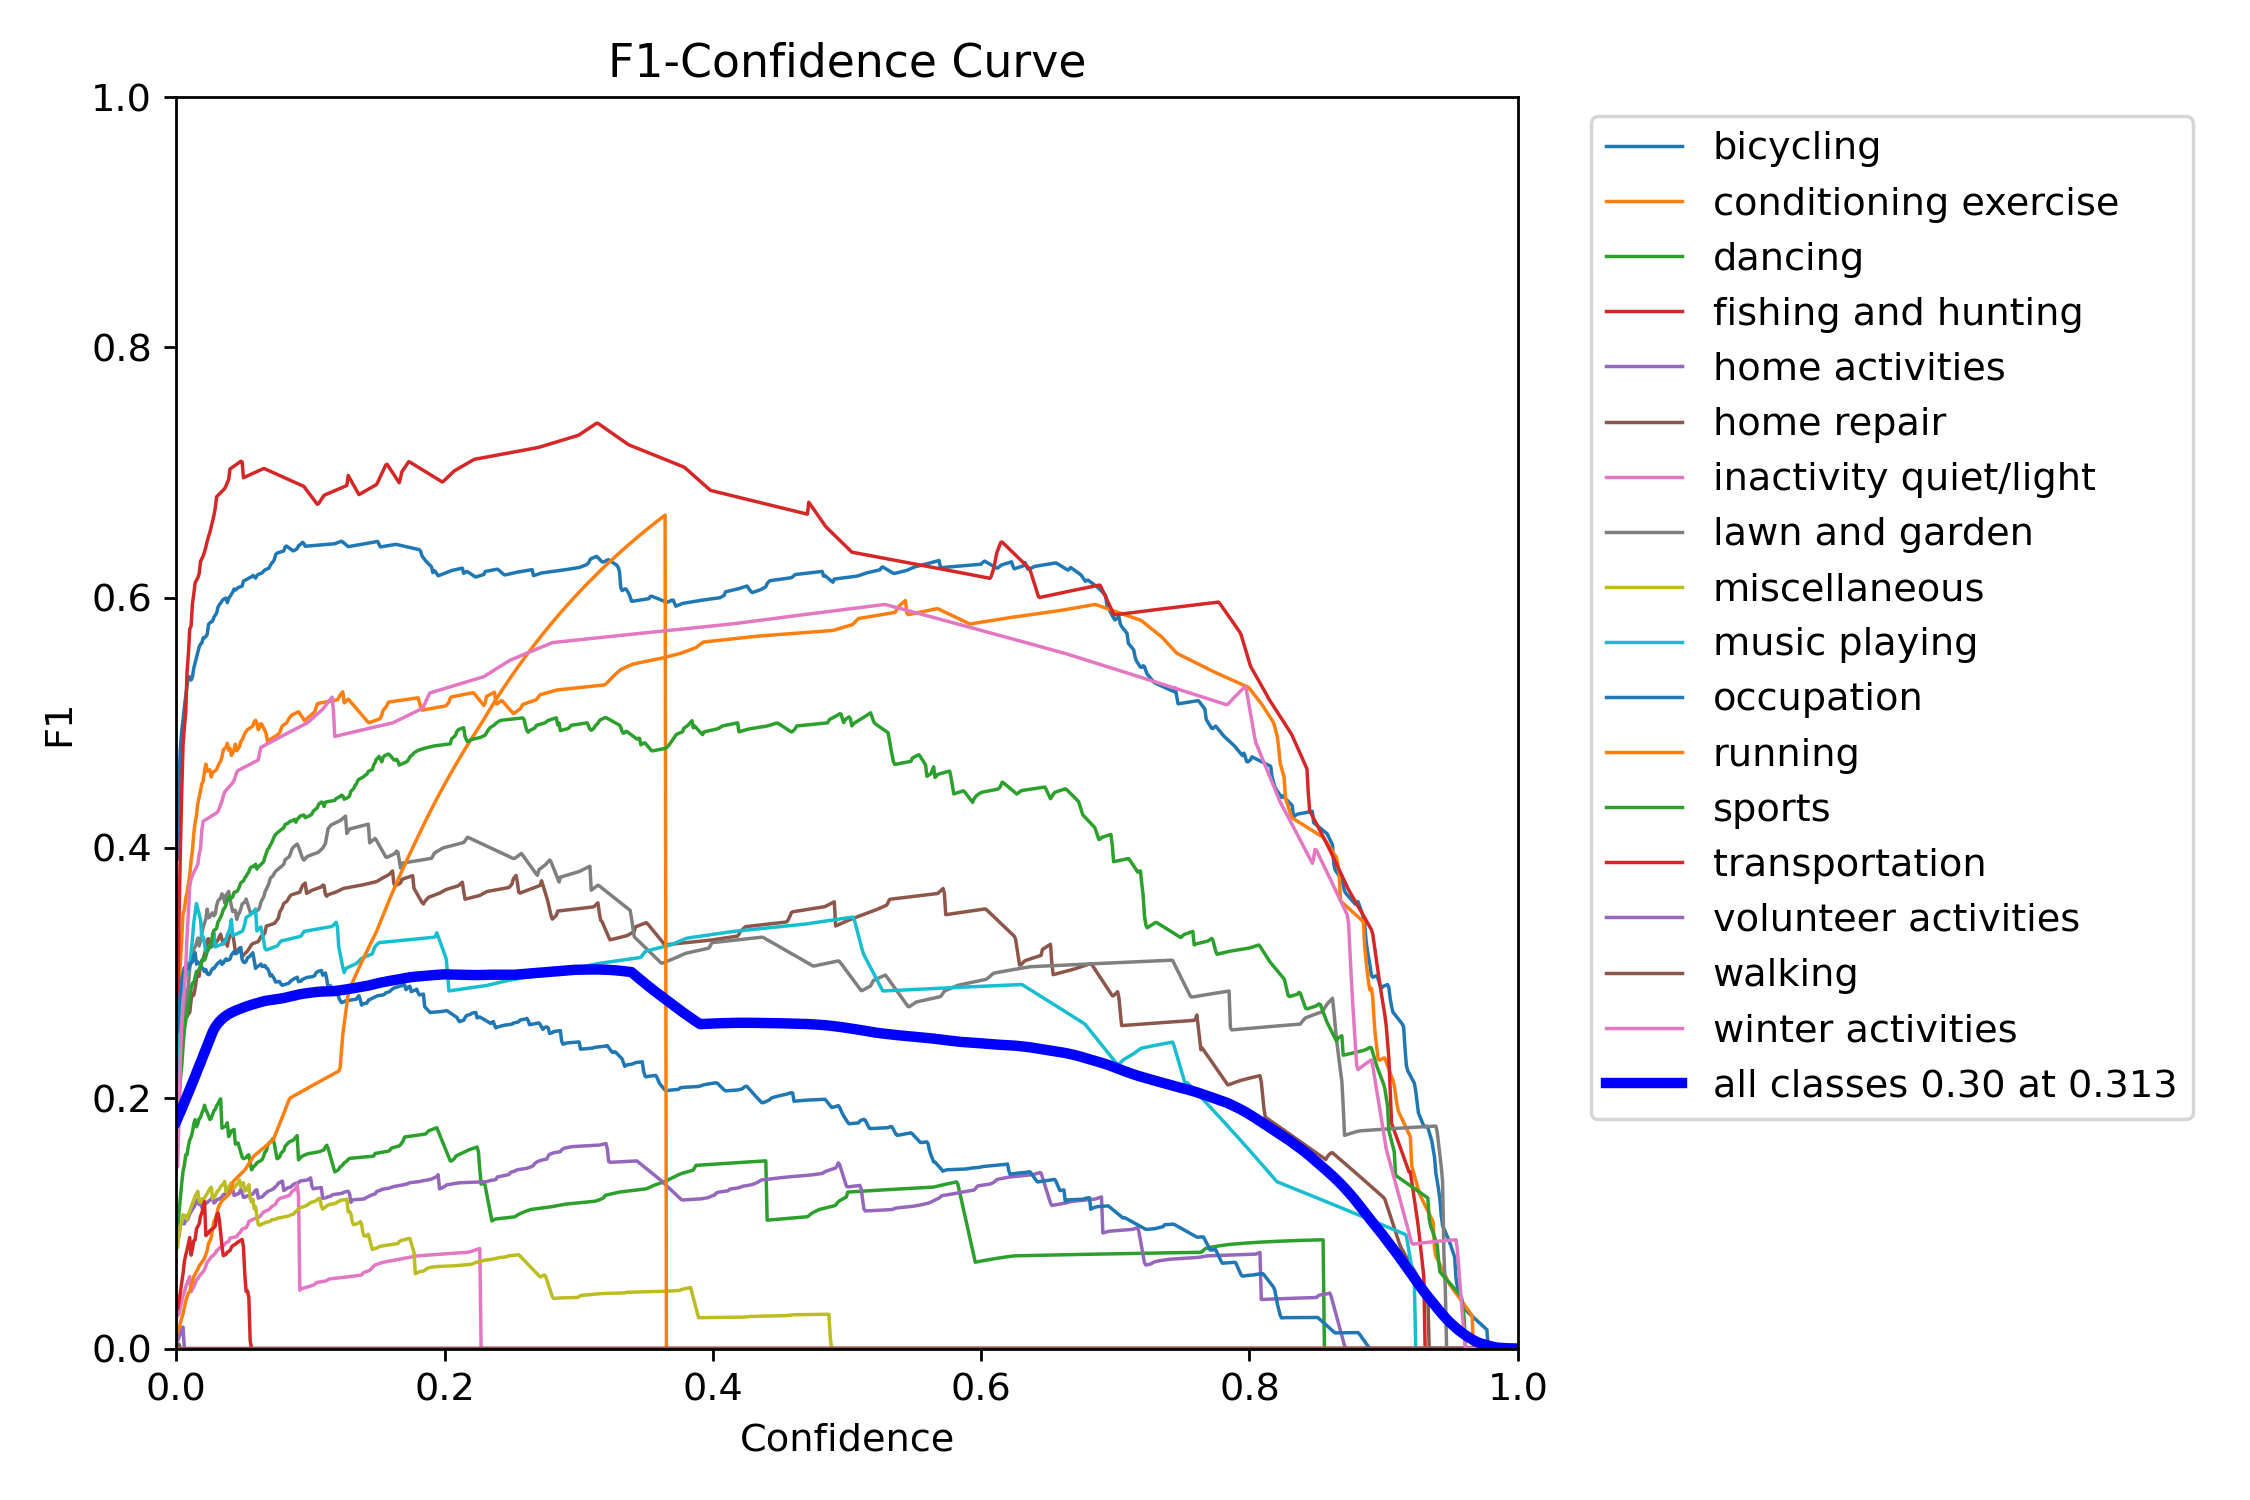 F1-Confidence Curve
1.0
0.8
0.6
0.4
0.2
0.0
F1
0.0 0.2 0.4 0.6 0.8 1.0
Confidence
bicycling
conditioning exercise
dancing
fishing and hunting
home activities
home repair
inactivity quiet/light
lawn and garden
miscellaneous
music playing
occupation
running
sports
transportation
volunteer activities
walking
winter activities
all classes 0.30 at 0.313